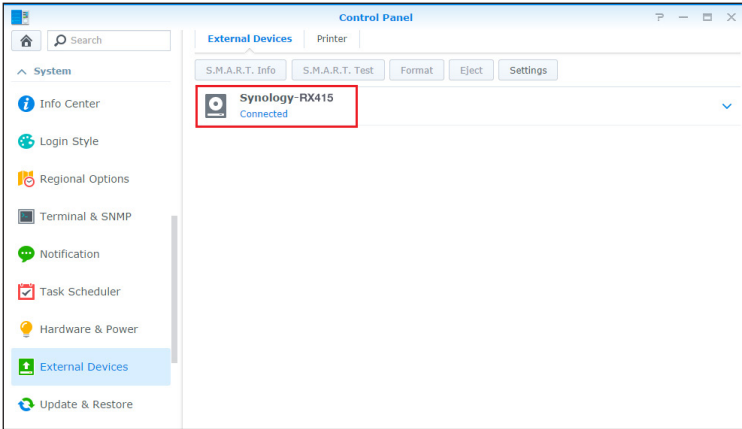 Control Panel
Search
External Devices Printer
System
S.M.A.R.T. Info S.M.A.R.T. Test Format Eject Settings
Synology-RX415
Connected
Info Center
Login Style
Regional Options
Terminal & SNMP
Notification
Task Scheduler
Hardware & Power
External Devices
Update & Restore